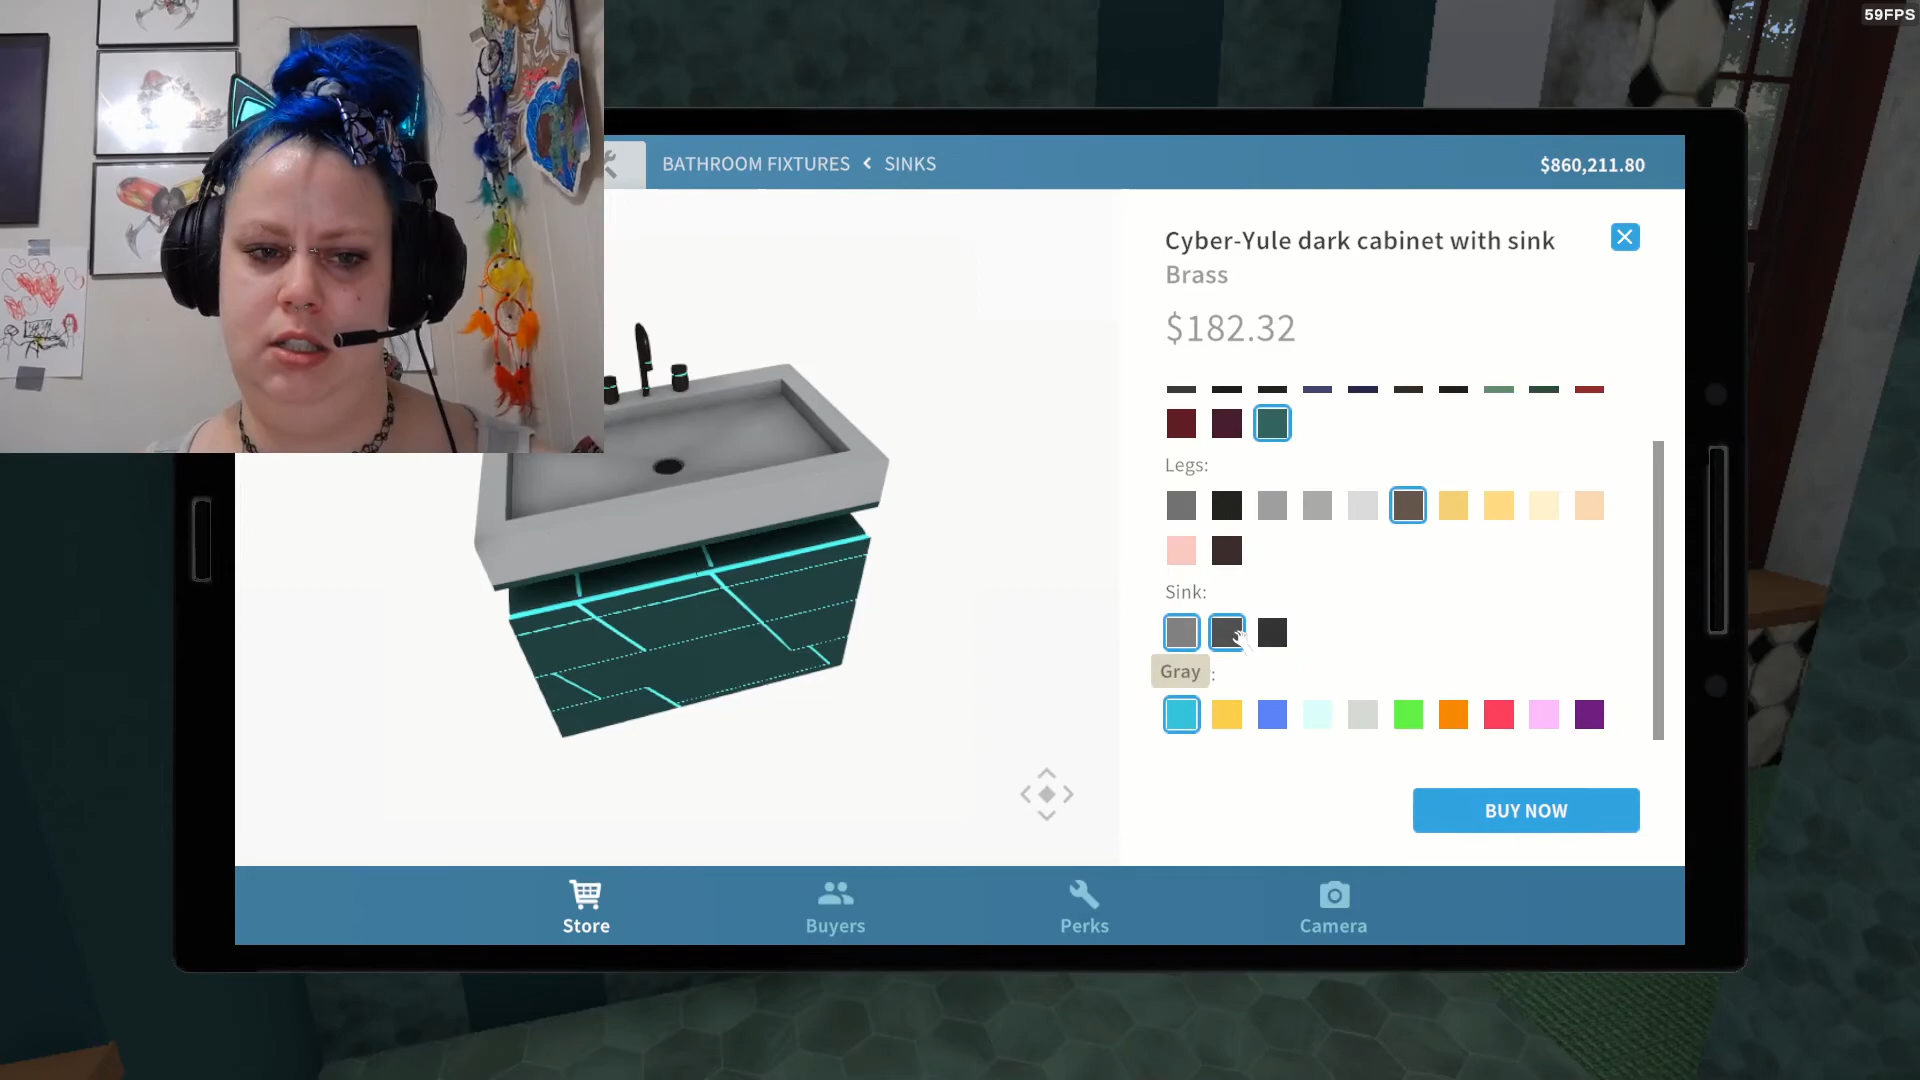 59FPS
BATHROOM FIXTURES < SINKS
$860,211.80
Cyber-Yule dark cabinet with sink
Brass
$182.32
Legs:
Sink:
Gray
:
BUY NOW
Store
Buyers
Perks
Camera